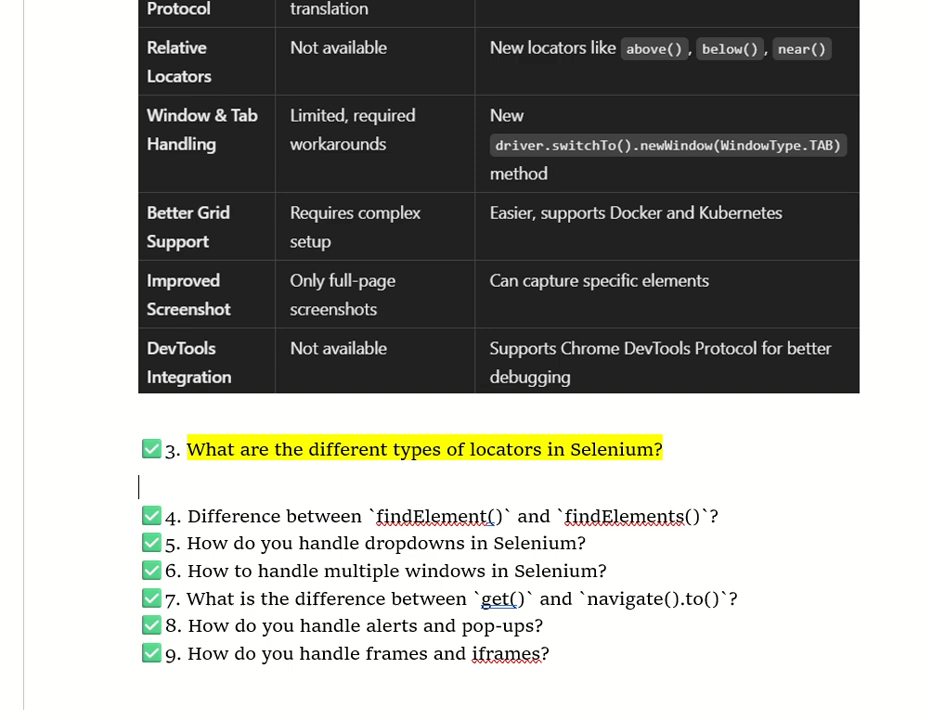 Protocol translation
Relative Not available New locators like above(), below(), near()
Locators
Window & Tab Limited, required New
Handling workarounds driver.switchTo().newWindow(WindowType.TAB)
method
Better Grid Requires complex Easier, supports Docker and Kubernetes
Support setup
Improved Only full-page Can capture specific elements
Screenshot screenshots
DevTools Not available Supports Chrome DevTools Protocol for better
Integration debugging
✅3. What are the different types of locators in Selenium?
✅4. Difference between `findElement()` and `findElements()`?
✅5. How do you handle dropdowns in Selenium?
✅6. How to handle multiple windows in Selenium?
✅7. What is the difference between `get()` and `navigate().to()`?
✅8. How do you handle alerts and pop-ups?
✅9. How do you handle frames and iframes?